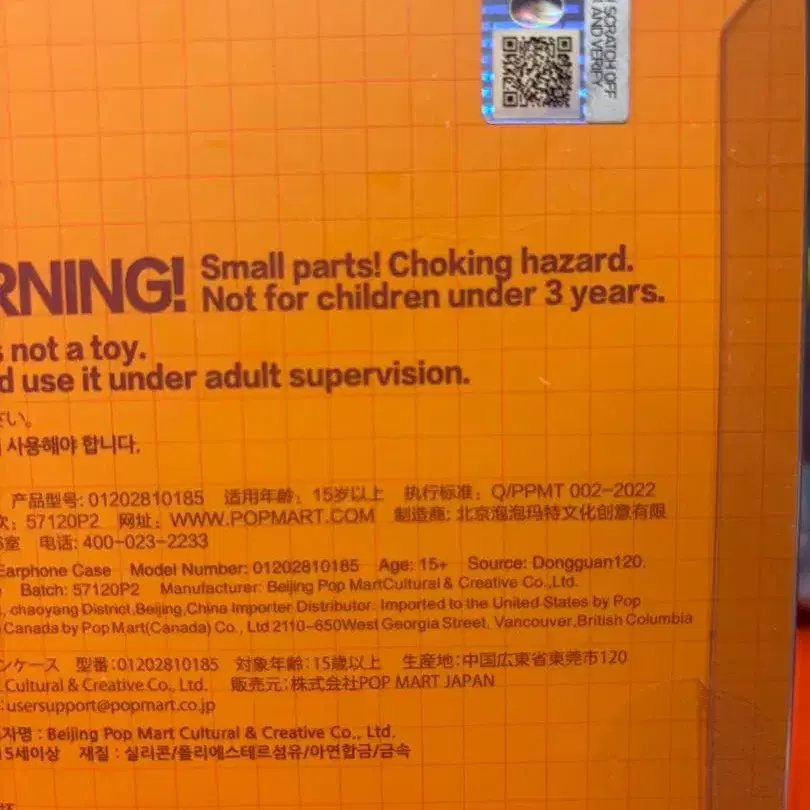 SCRATCH OFF
AND VERIFY
RNING! Small parts! Choking hazard.
Not for children under 3 years.
s not a toy.
d use it under adult supervision.
さい。
사용해야 합니다.
产品型号: 01202810185 适用年龄: 15岁以上 执行标准: Q/PPMT 002-2022
次: 57120P2 网址: WWW.POPMART.COM 制造商: 北京泡泡玛特文化创意有限
室 电话: 400-023-2233
Earphone Case Model Number: 01202810185 Age: 15+ Source: Dongguan120.
Batch: 57120P2 Manufacturer: Beijing Pop MartCultural & Creative Co.,Ltd.
, chaoyang District,Beijing,China Importer Distributor: Imported to the United States by Pop
Canada by Pop Mart(Canada) Co., Ltd 2110-650West Georgia Street, Vancouver,British Columbia
ンケース 型番:01202810185 対象年齢:15歳以上 生産地:中国広東省東莞市120
Cultural & Creative Co., Ltd. 販売元:株式会社POP MART JAPAN
:usersupport@popmart.co.jp
자명 : Beijing Pop Mart Cultural & Creative Co., Ltd.
15세이상 재질 : 실리콘/폴리에스테르섬유/아연합금/금속